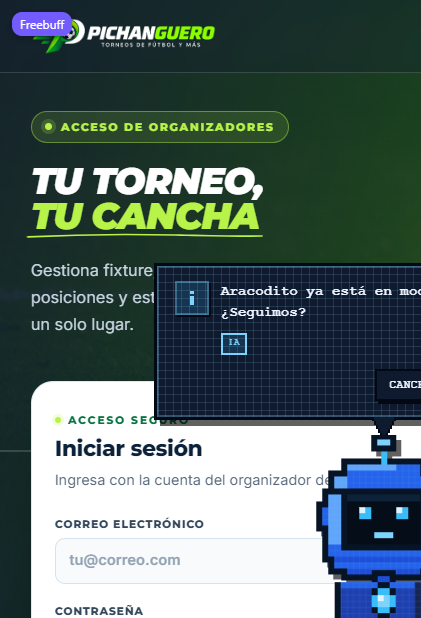 Freebuff
PICHANGUERO
TORNEOS DE FÚTBOL Y MÁS
ACCESO DE ORGANIZADORES
TU TORNEO,
TU CANCHA
Gestiona fixture
posiciones y est
un solo lugar.
i
Aracodito ya está en mod
¿Seguimos?
IA
CANCE
ACCESO SEGURO
Iniciar sesión
Ingresa con la cuenta del organizador de
CORREO ELECTRÓNICO
tu@correo.com
CONTRASEÑA